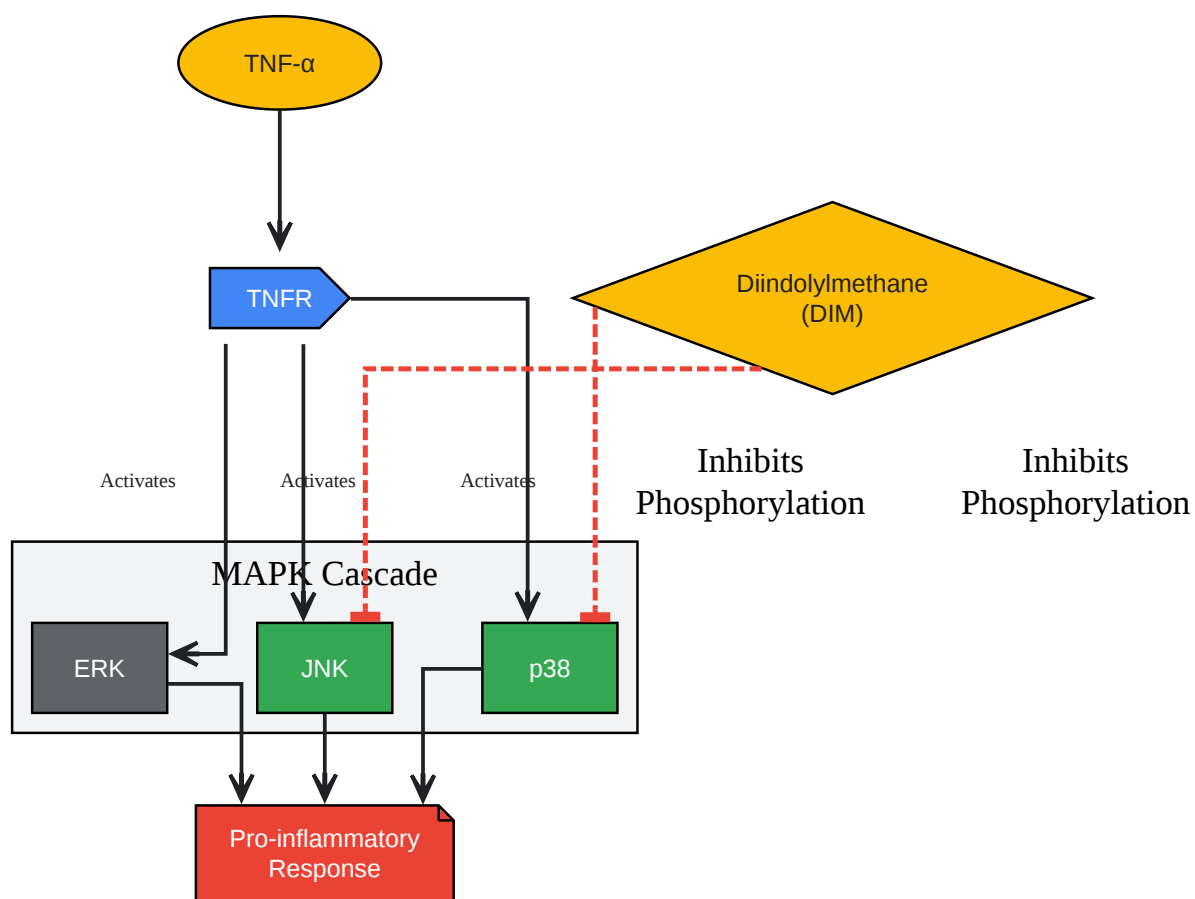 TNF-α
Diindolylmethane
(DIM)
TNFR
Inhibits
Phosphorylation
Inhibits
Phosphorylation
Activates
Activates
Activates
MAPK Cascade
ERK
JNK
p38
Pro-inflammatory
Response